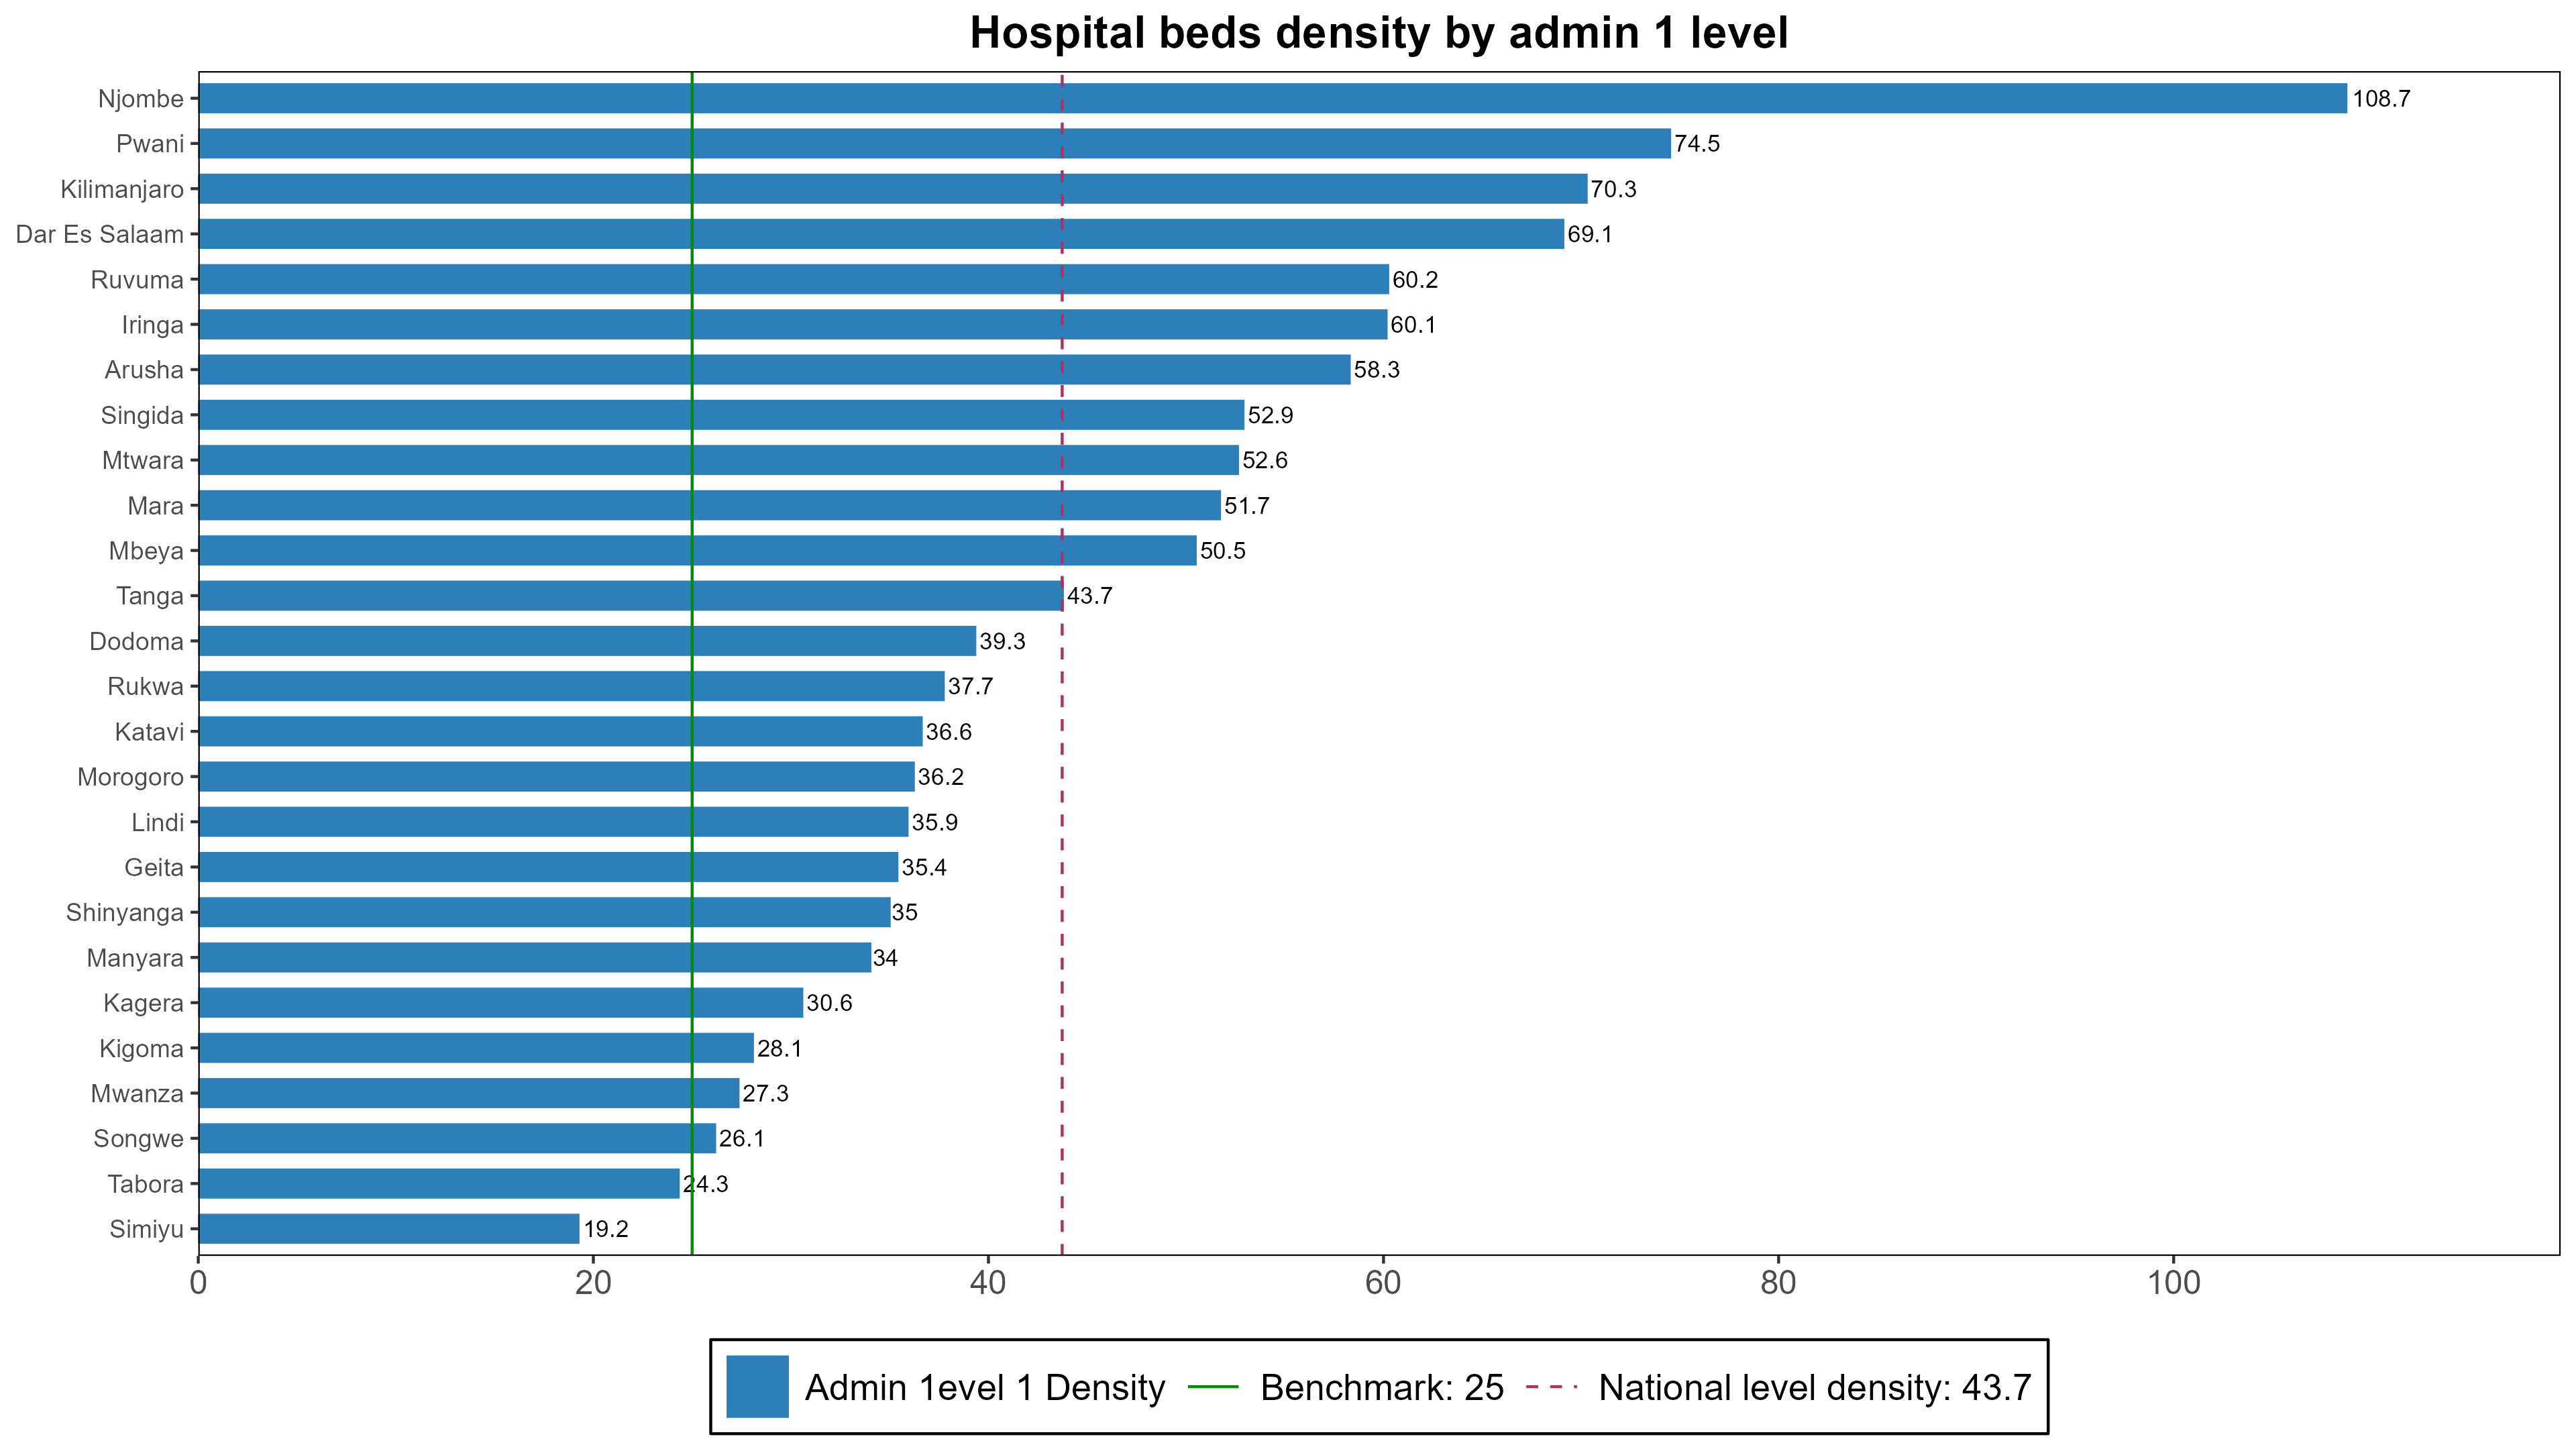 Hospital beds density by admin 1 level
Njombe 108.7
Pwani 74.5
Kilimanjaro 70.3
Dar Es Salaam 69.1
Ruvuma 60.2
Iringa 60.1
Arusha 58.3
Singida 52.9
Mtwara 52.6
Mara 51.7
Mbeya 50.5
Tanga 43.7
Dodoma 39.3
Rukwa 37.7
Katavi 36.6
Morogoro 36.2
Lindi 35.9
Geita 35.4
Shinyanga 35
Manyara 34
Kagera 30.6
Kigoma 28.1
Mwanza 27.3
Songwe 26.1
Tabora 24.3
Simiyu 19.2
0 20 40 60 80 100
Admin 1evel 1 Density Benchmark: 25 National level density: 43.7